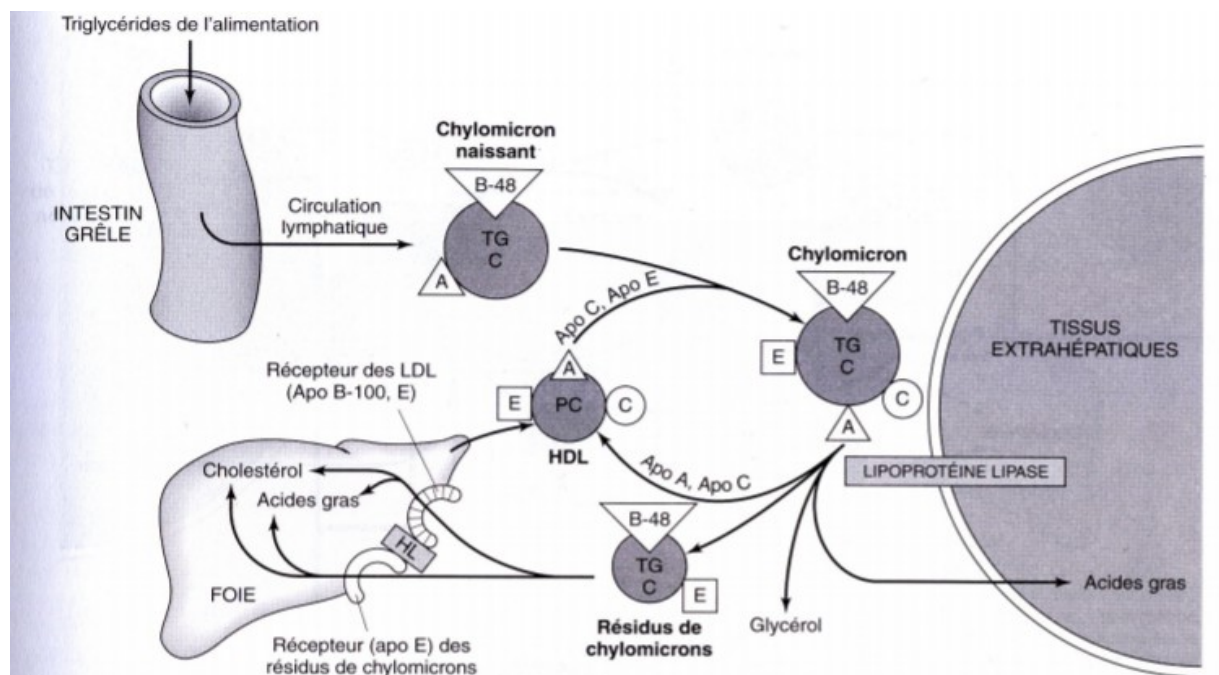 Triglycérides de l'alimentation
INTESTIN
GRÊLE
Circulation
lymphatique
Chylomicron
naissant
B-48
TG
C
A
Apo C, Apo E
Chylomicron
B-48
TG
C
E
C
A
TISSUS
EXTRAHÉPATIQUES
LIPOPROTÉINE LIPASE
Récepteur des LDL
(Apo B-100, E)
A
E
PC
C
HDL
Apo A, Apo C
Cholestérol
Acides gras
HL
FOIE
Récepteur (apo E) des
résidus de chylomicrons
B-48
TG
C
E
Résidus de
chylomicrons
Glycérol
Acides gras